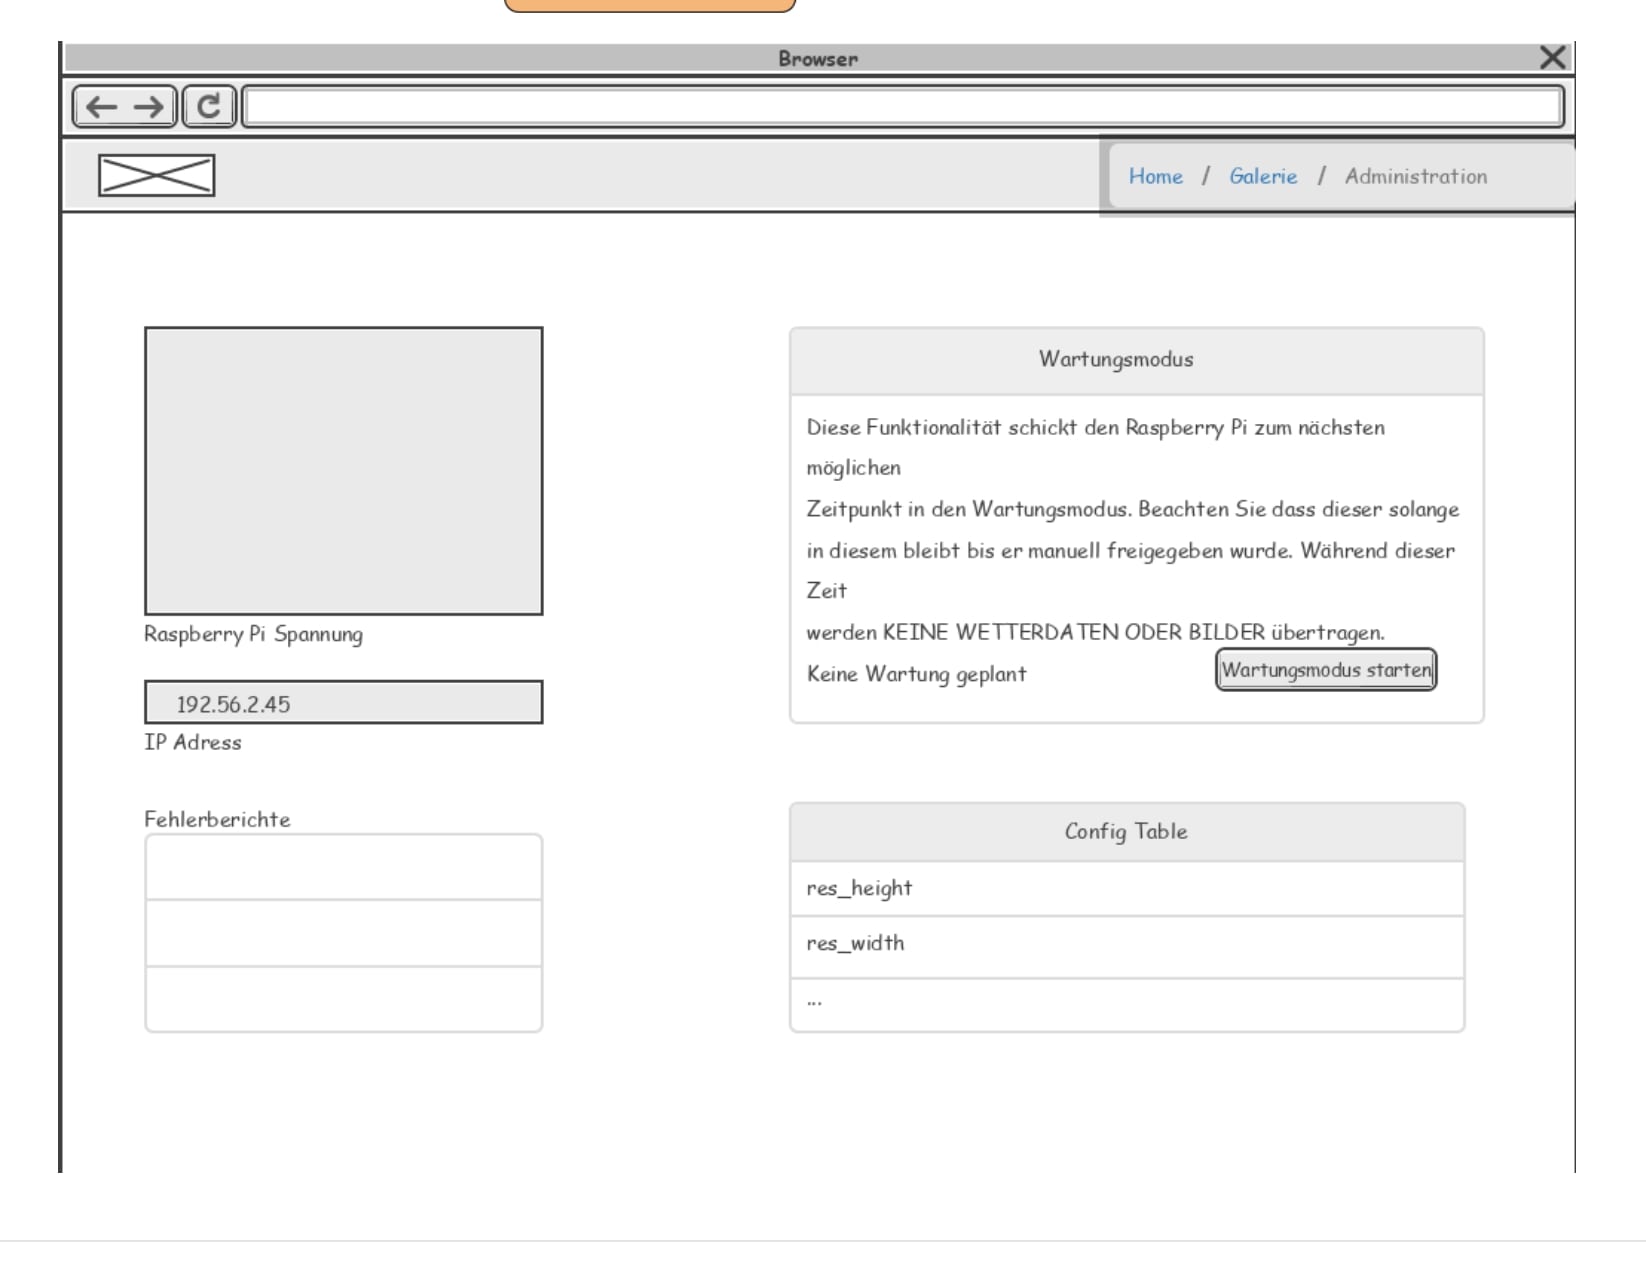 Browser
Home / Galerie / Administration
Raspberry Pi Spannung
192.56.2.45
IP Adress
Fehlerberichte
Wartungsmodus
Diese Funktionalität schickt den Raspberry Pi zum nächsten
möglichen
Zeitpunkt in den Wartungsmodus. Beachten Sie dass dieser solange
in diesem bleibt bis er manuell freigegeben wurde. Während dieser
Zeit
werden KEINE WETTERDATEN ODER BILDER übertragen.
Keine Wartung geplant
Wartungsmodus starten
Config Table
res_height
res_width
...